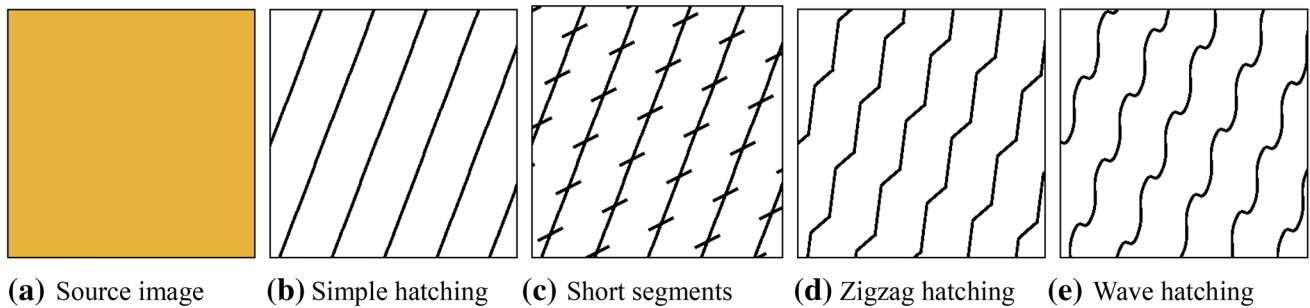 (a) Source image
(b) Simple hatching
(c) Short segments
(d) Zigzag hatching
(e) Wave hatching